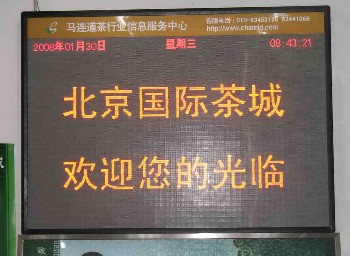 马连道茶行业信息服务中心
2008年01月30日 星期三 08:43:21
北京国际茶城
欢迎您的光临